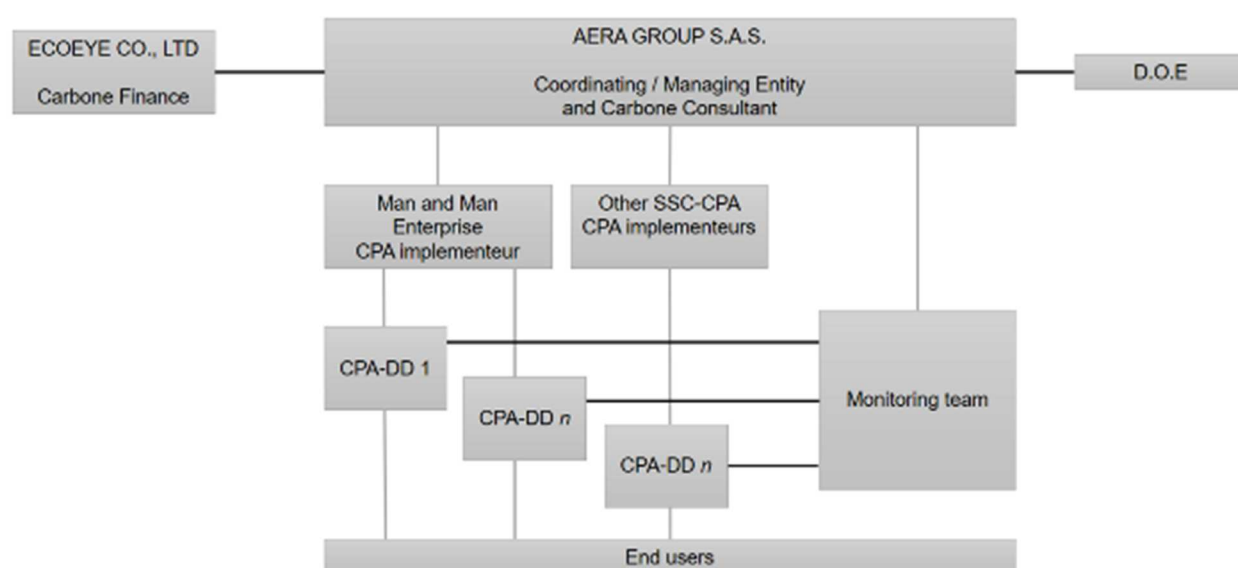 ECOEYE CO., LTD
Carbone Finance
AERA GROUP S.A.S.
Coordinating / Managing Entity
and Carbone Consultant
D.O.E
Man and Man
Enterprise
CPA implementeur
Other SSC-CPA
CPA implementeurs
CPA-DD 1
CPA-DD n
CPA-DD n
Monitoring team
End users